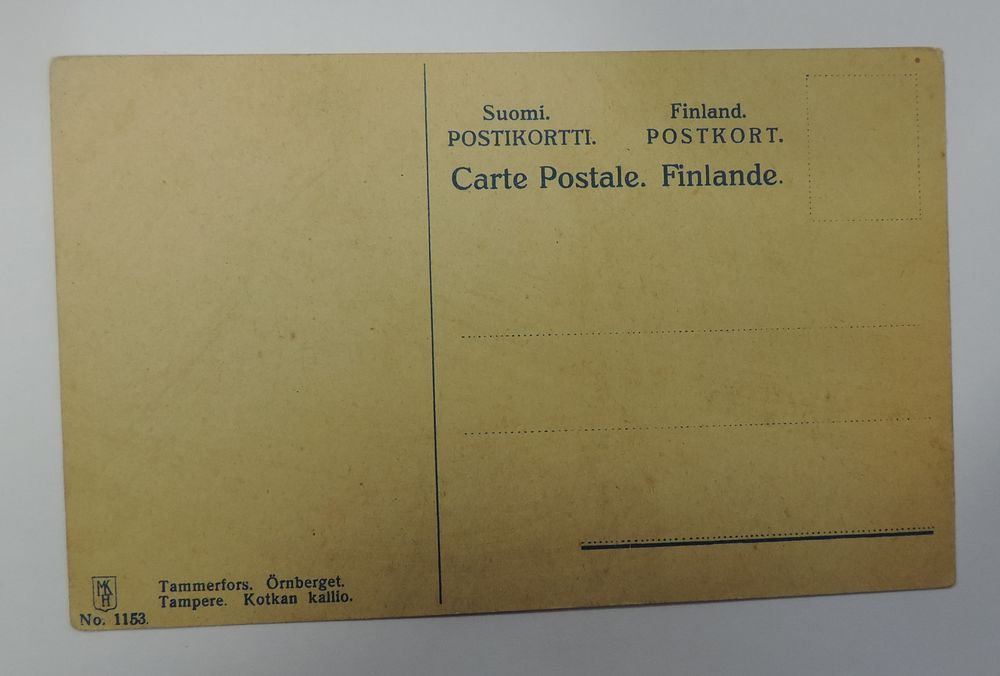 Suomi.
POSTIKORTTI.
Finland.
POSTKORT.
Carte Postale. Finlande.
MKH
No. 1153.
Tammerfors. Örnberget.
Tampere. Kotkan kallio.